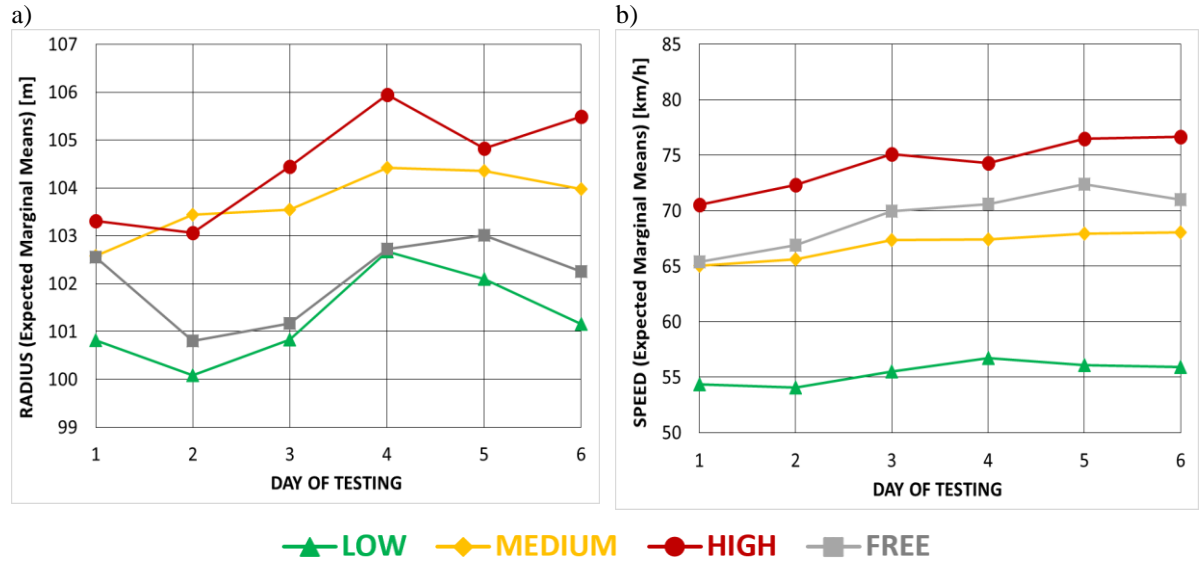 a)
RADIUS (Expected Marginal Means) [m]
107
106
105
104
103
102
101
100
99
1 2 3 4 5 6
DAY OF TESTING
b)
SPEED (Expected Marginal Means) [km/h]
85
80
75
70
65
60
55
50
1 2 3 4 5 6
DAY OF TESTING
LOW MEDIUM HIGH FREE